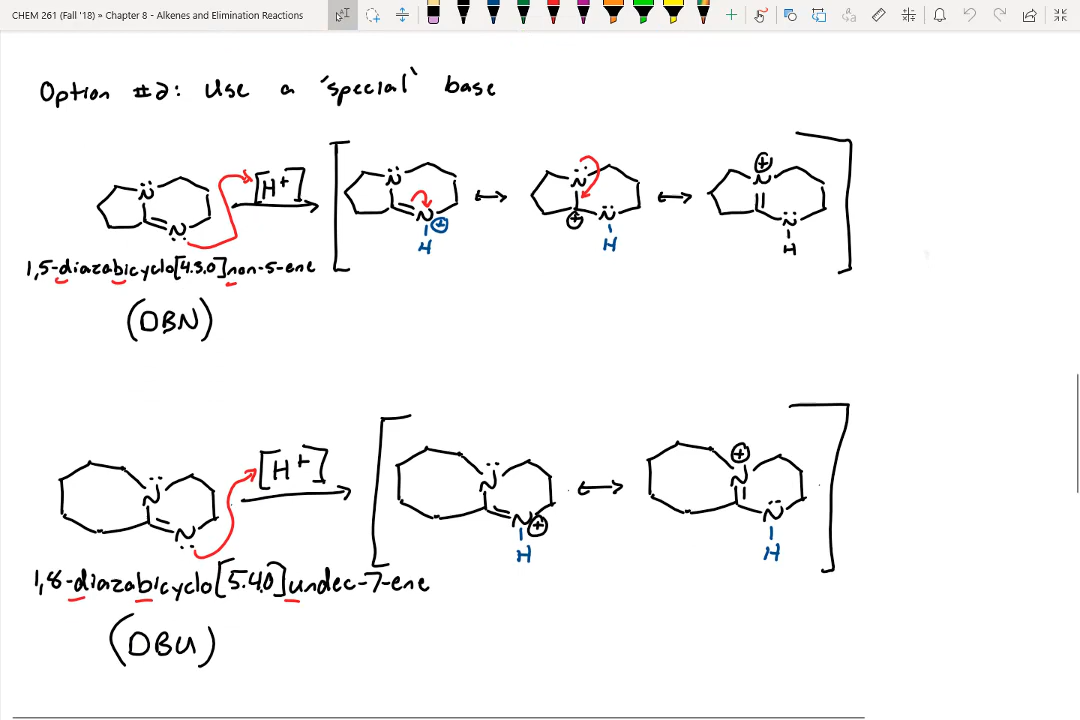 CHEM 261 (Fall '18) » Chapter 8 - Alkenes and Elimination Reactions
Option #2: Use a 'special' base
N N [H+] N N ⊕ H ↔ N ⊕ N H ↔ ⊕ N N H
1,5-diazabicyclo[4.3.0]non-5-ene
(DBN)
N N [H+] N N ⊕ H ↔ ⊕ N N H
1,8-diazabicyclo[5.4.0]undec-7-ene
(DBU)